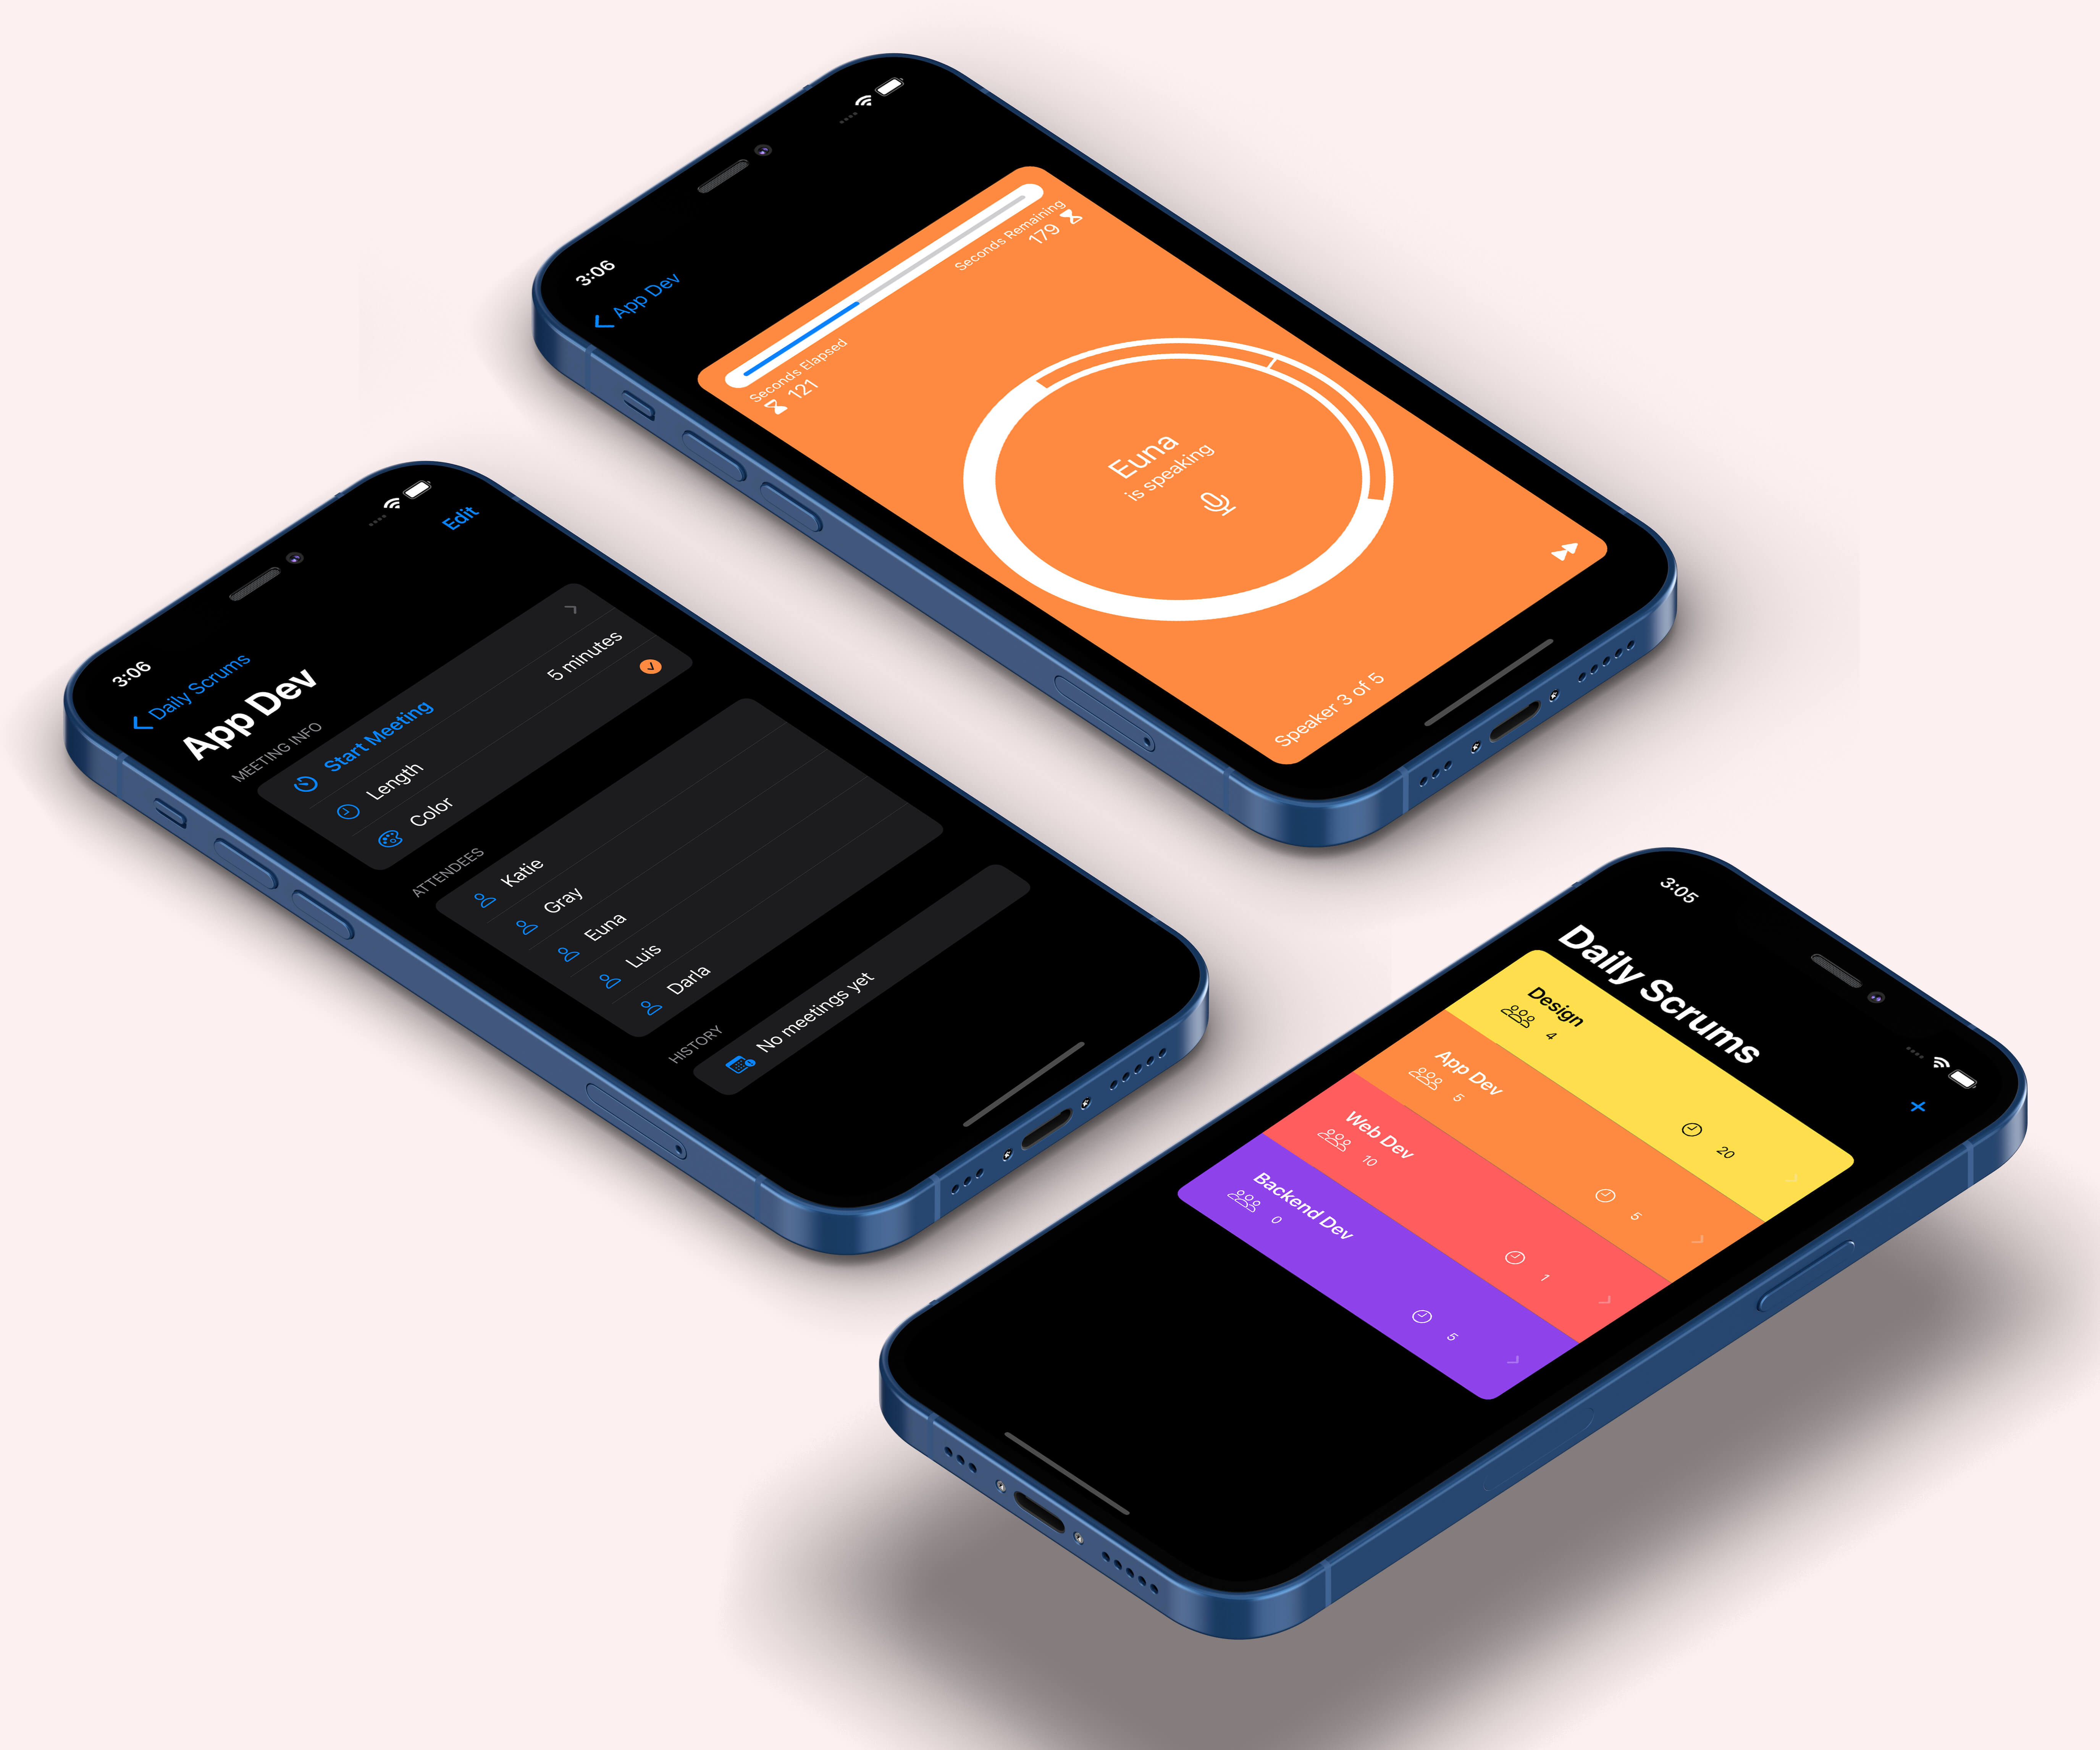 3:06
App Dev
Seconds Elapsed
121
Seconds Remaining
179
Euna
is speaking
Speaker 3 of 5
3:06
Daily Scrums
Edit
App Dev
MEETING INFO
Start Meeting
Length
5 minutes
Color
ATTENDEES
Katie
Gray
Euna
Luis
Darla
HISTORY
No meetings yet
3:05
Daily Scrums
Design
4
20
App Dev
5
5
Web Dev
10
1
Backend Dev
0
5